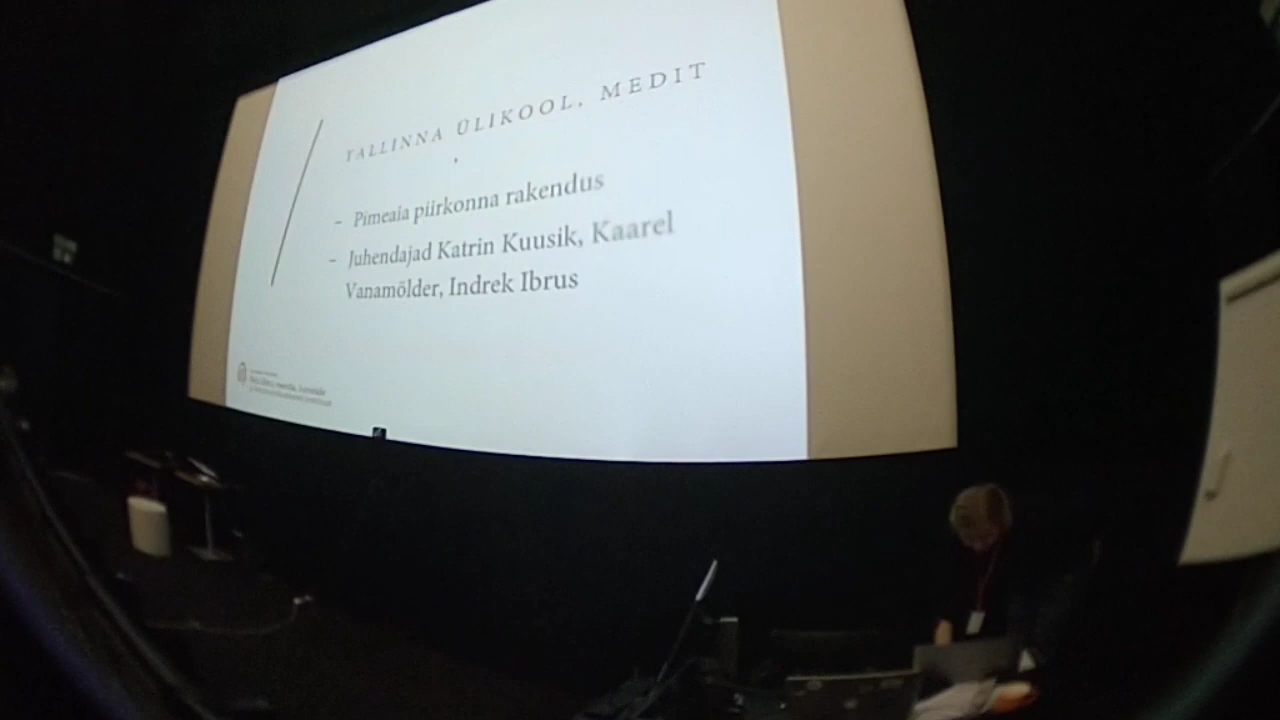 TALLINNA ÜLIKOOL, MEDIT
- Pimeaia piirkonna rakendus
- Juhendajad Katrin Kuusik, Kaarel
Vanamölder, Indrek Ibrus